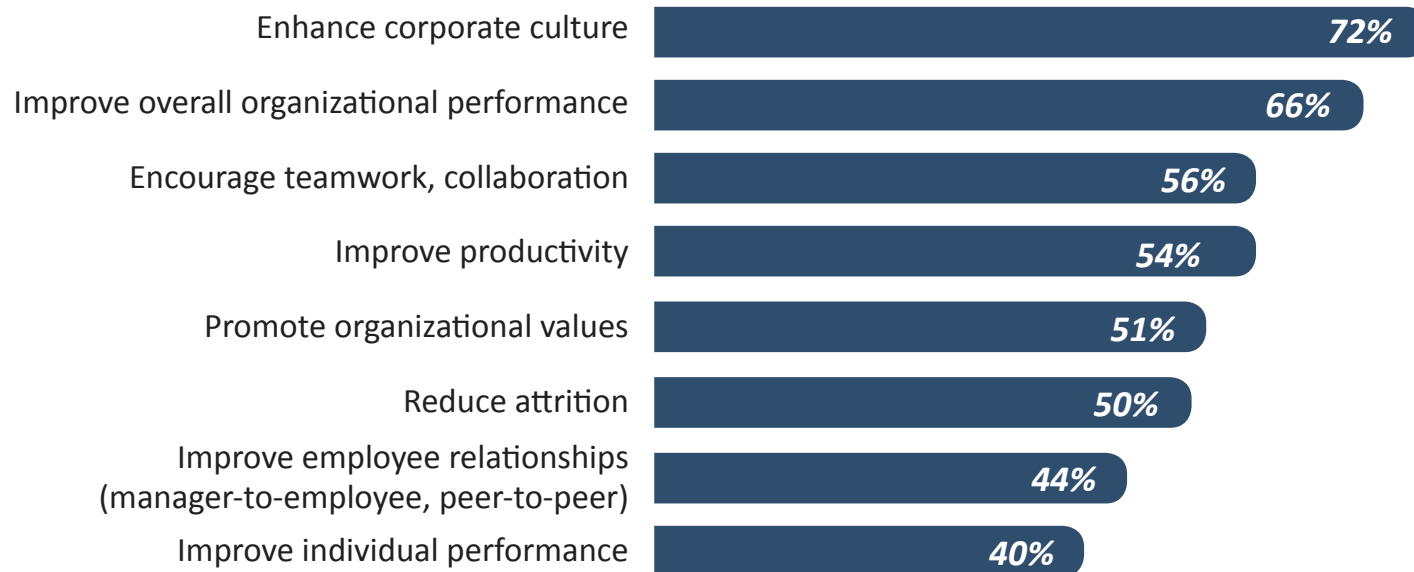 Enhance corporate culture 72%
Improve overall organizational performance 66%
Encourage teamwork, collaboration 56%
Improve productivity 54%
Promote organizational values 51%
Reduce attrition 50%
Improve employee relationships
(manager-to-employee, peer-to-peer) 44%
Improve individual performance 40%